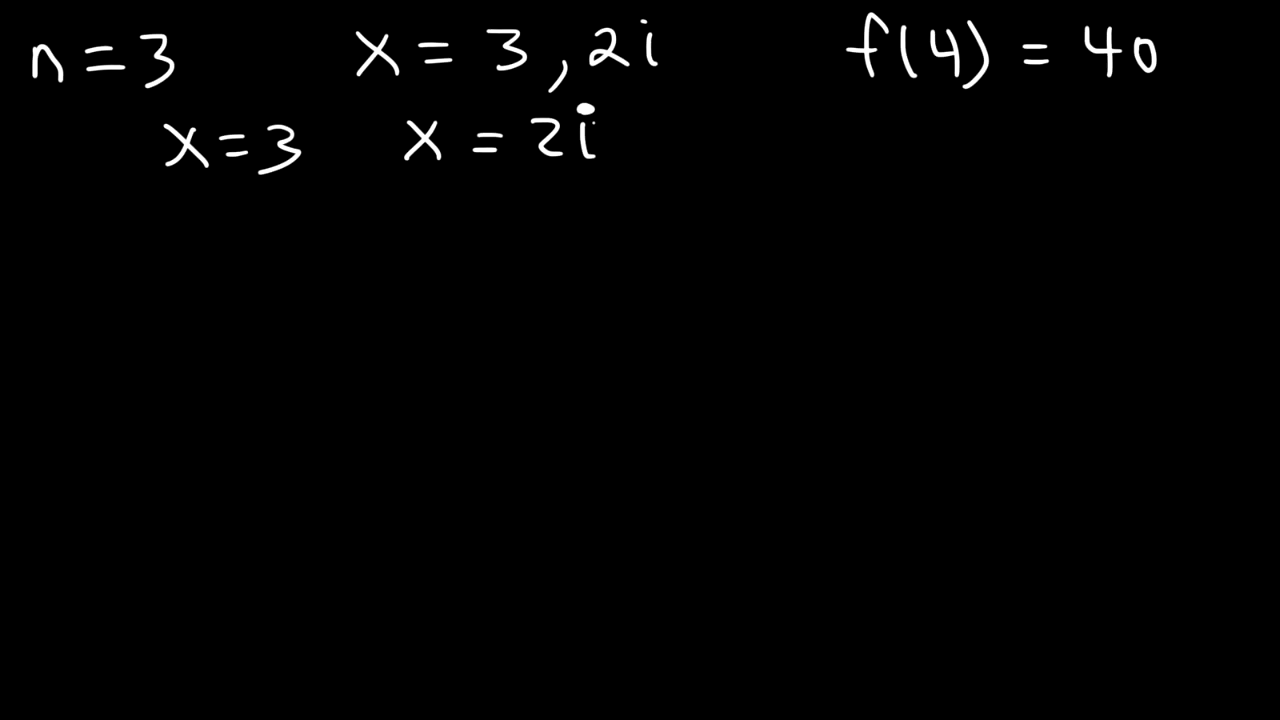 n = 3 x = 3, 2i f(4) = 40
x = 3 x = 2i